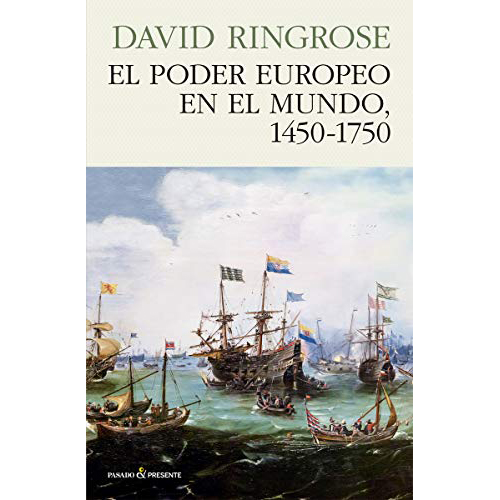 DAVID RINGROSE
EL PODER EUROPEO
EN EL MUNDO,
1450-1750
PASADO & PRESENTE